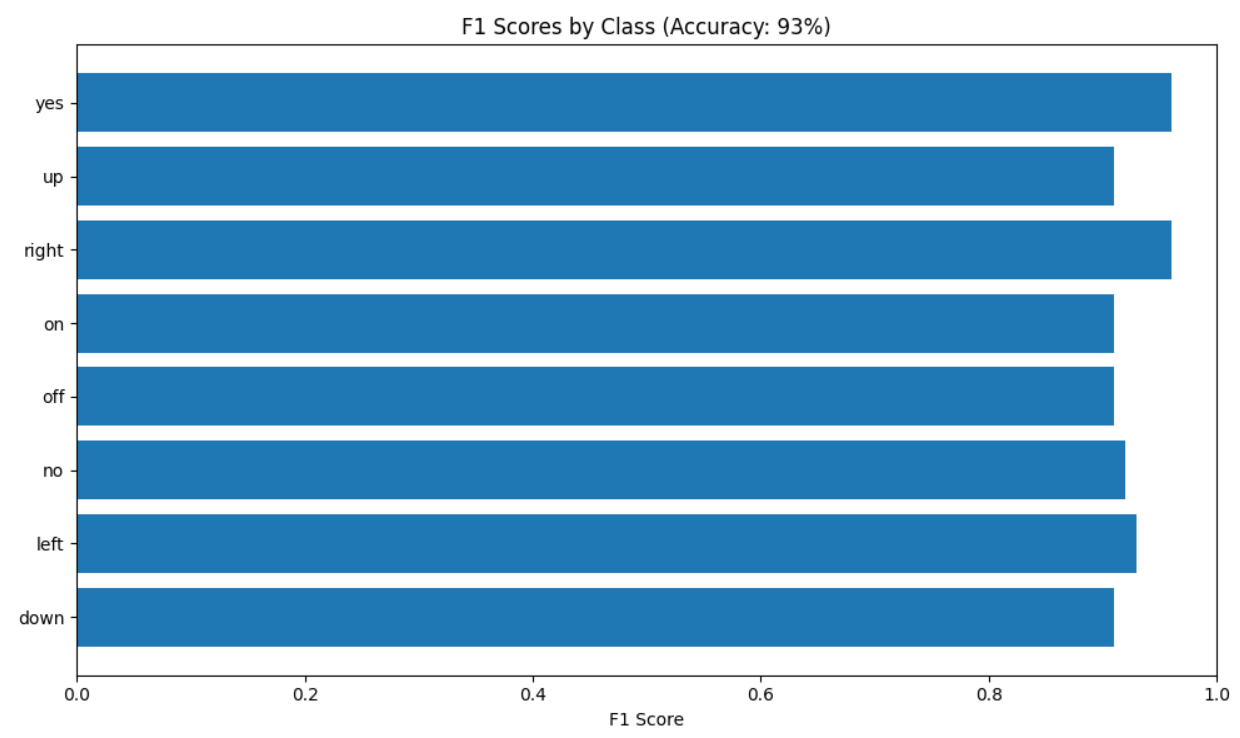 F1 Scores by Class (Accuracy: 93%)
yes
up
right
on
off
no
left
down
0.0 0.2 0.4 0.6 0.8 1.0
F1 Score